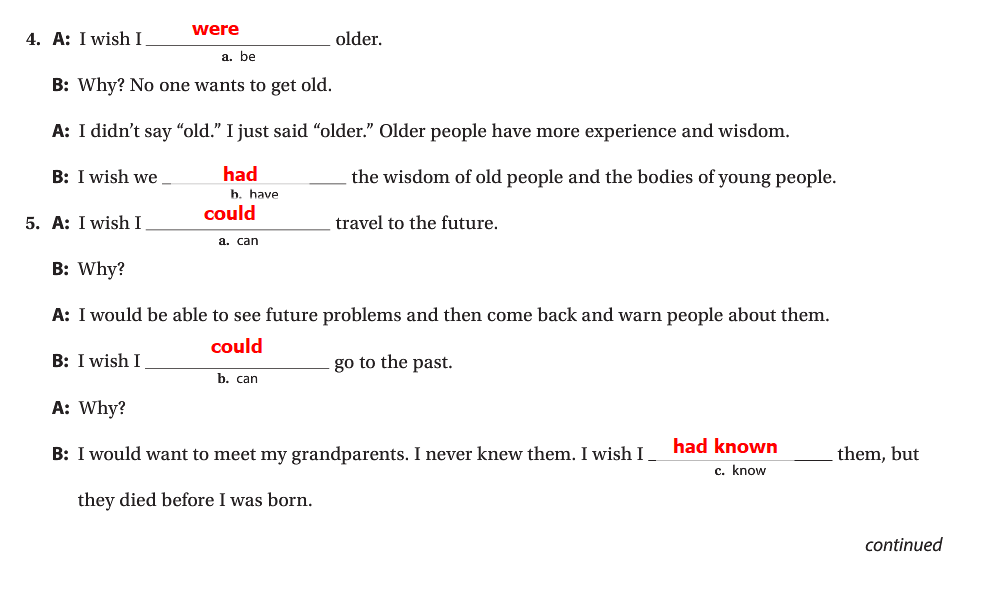 4. A: I wish I were older.
a. be
B: Why? No one wants to get old.
A: I didn’t say “old.” I just said “older.” Older people have more experience and wisdom.
B: I wish we had the wisdom of old people and the bodies of young people.
b. have
5. A: I wish I could travel to the future.
a. can
B: Why?
A: I would be able to see future problems and then come back and warn people about them.
B: I wish I could go to the past.
b. can
A: Why?
B: I would want to meet my grandparents. I never knew them. I wish I had known them, but
c. know
they died before I was born.
continued